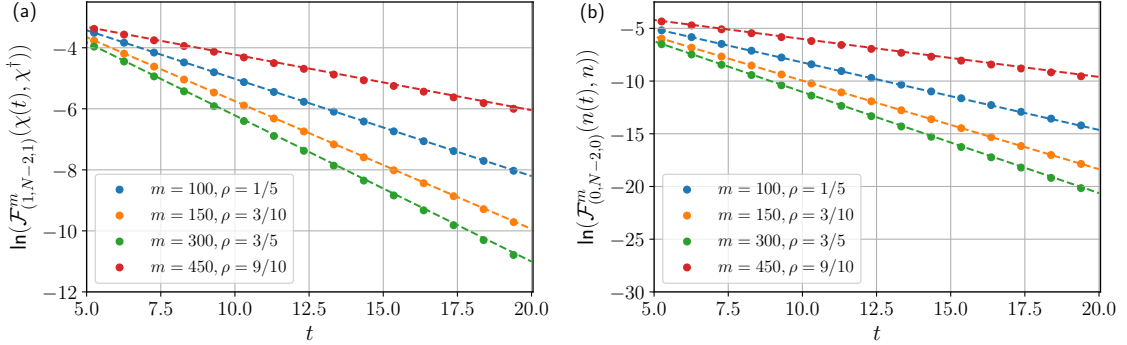 (a)
ln(ℱ^m_{(1,N−2,1)}(χ(t), χ^†))
−4
−6
−8
−10
−12
m = 100, ρ = 1/5
m = 150, ρ = 3/10
m = 300, ρ = 3/5
m = 450, ρ = 9/10
5.0 7.5 10.0 12.5 15.0 17.5 20.0
t
(b)
ln(ℱ^m_{(0,N−2,0)}(n(t), n))
−5
−10
−15
−20
−25
−30
m = 100, ρ = 1/5
m = 150, ρ = 3/10
m = 300, ρ = 3/5
m = 450, ρ = 9/10
5.0 7.5 10.0 12.5 15.0 17.5 20.0
t